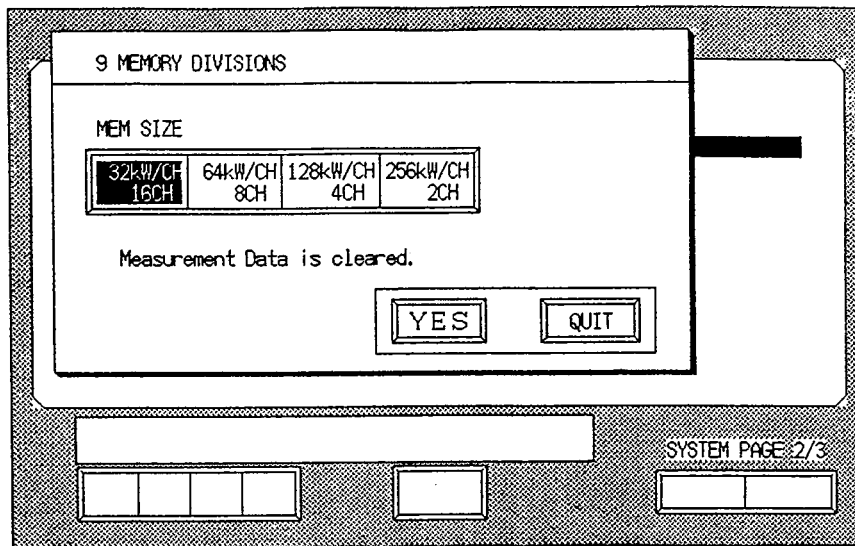 9 MEMORY DIVISIONS
MEM SIZE
32kW/CH 64kW/CH 128kW/CH 256kW/CH
16CH 8CH 4CH 2CH
Measurement Data is cleared.
YES QUIT
SYSTEM PAGE 2/3